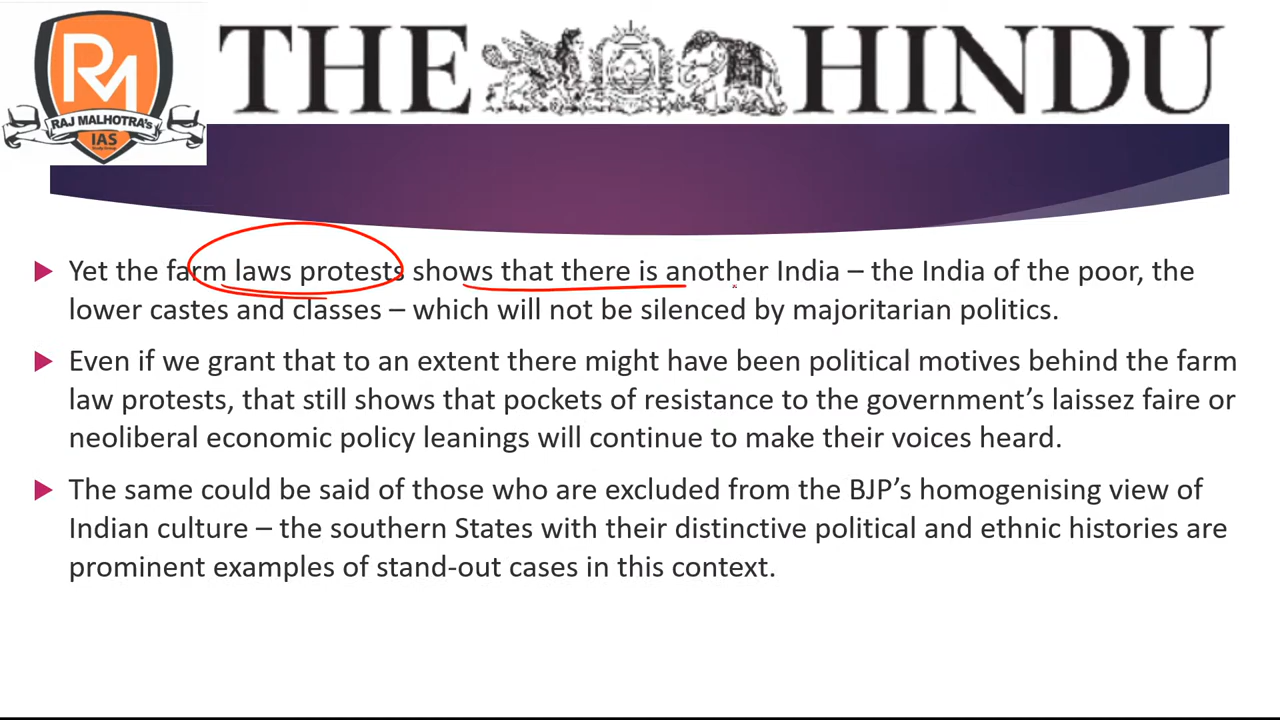 RM
RAJ MALHOTRA'S
IAS
Study Group
THE HINDU
Yet the farm laws protests shows that there is another India – the India of the poor, the
lower castes and classes – which will not be silenced by majoritarian politics.
Even if we grant that to an extent there might have been political motives behind the farm
law protests, that still shows that pockets of resistance to the government's laissez faire or
neoliberal economic policy leanings will continue to make their voices heard.
The same could be said of those who are excluded from the BJP's homogenising view of
Indian culture – the southern States with their distinctive political and ethnic histories are
prominent examples of stand-out cases in this context.